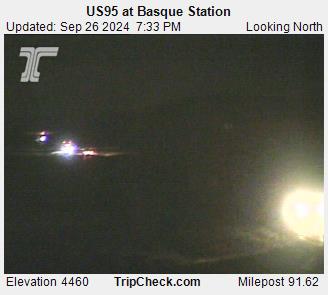 US95 at Basque Station
Updated: Sep 26 2024 7:33 PM Looking North
Elevation 4460 TripCheck.com Milepost 91.62